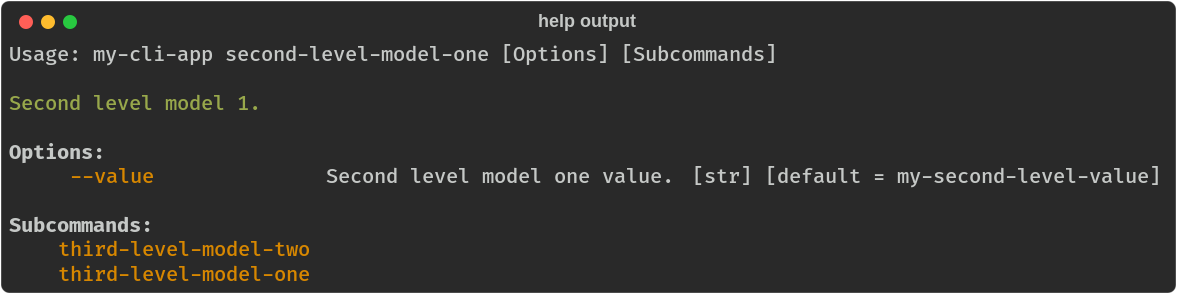 help output
Usage: my-cli-app second-level-model-one [Options] [Subcommands]
Second level model 1.
Options:
--value Second level model one value. [str] [default = my-second-level-value]
Subcommands:
third-level-model-two
third-level-model-one